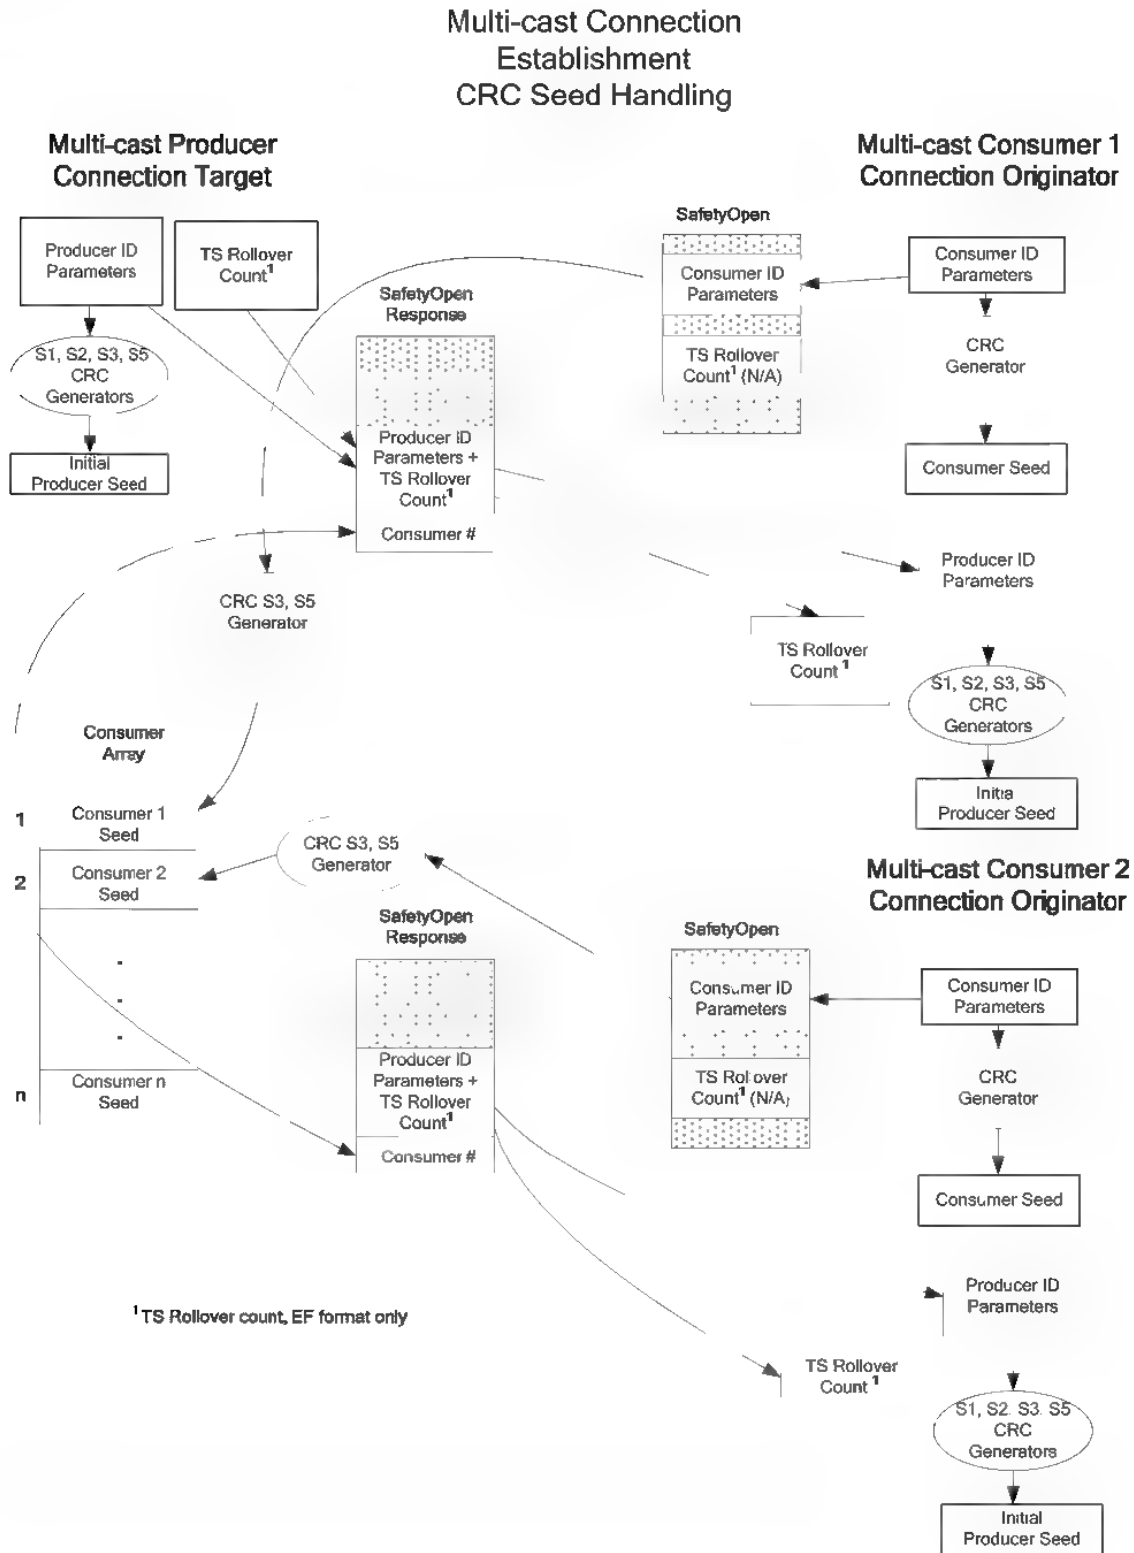 Multi-cast Connection
Establishment
CRC Seed Handling
Multi-cast Producer
Connection Target
Multi-cast Consumer 1
Connection Originator
Producer ID
Parameters
TS Rollover
Count¹
S1, S2, S3, S5
CRC
Generators
Initial
Producer Seed
SafetyOpen
Response
Producer ID
Parameters +
TS Rollover
Count¹
Consumer #
SafetyOpen
Consumer ID
Parameters
TS Rollover
Count¹ (N/A)
Consumer ID
Parameters
CRC
Generator
Consumer Seed
Producer ID
Parameters
TS Rollover
Count¹
S1, S2, S3, S5
CRC
Generators
Initia
Producer Seed
CRC S3, S5
Generator
Consumer
Array
1
Consumer 1
Seed
2
Consumer 2
Seed
n
Consumer n
Seed
CRC S3, S5
Generator
Multi-cast Consumer 2
Connection Originator
SafetyOpen
Response
Producer ID
Parameters +
TS Rollover
Count¹
Consumer #
SafetyOpen
Consumer ID
Parameters
TS Rollover
Count¹ (N/A)
Consumer ID
Parameters
CRC
Generator
Consumer Seed
Producer ID
Parameters
TS Rollover
Count¹
S1, S2, S3, S5
CRC
Generators
Initial
Producer Seed
¹TS Rollover count, EF format only